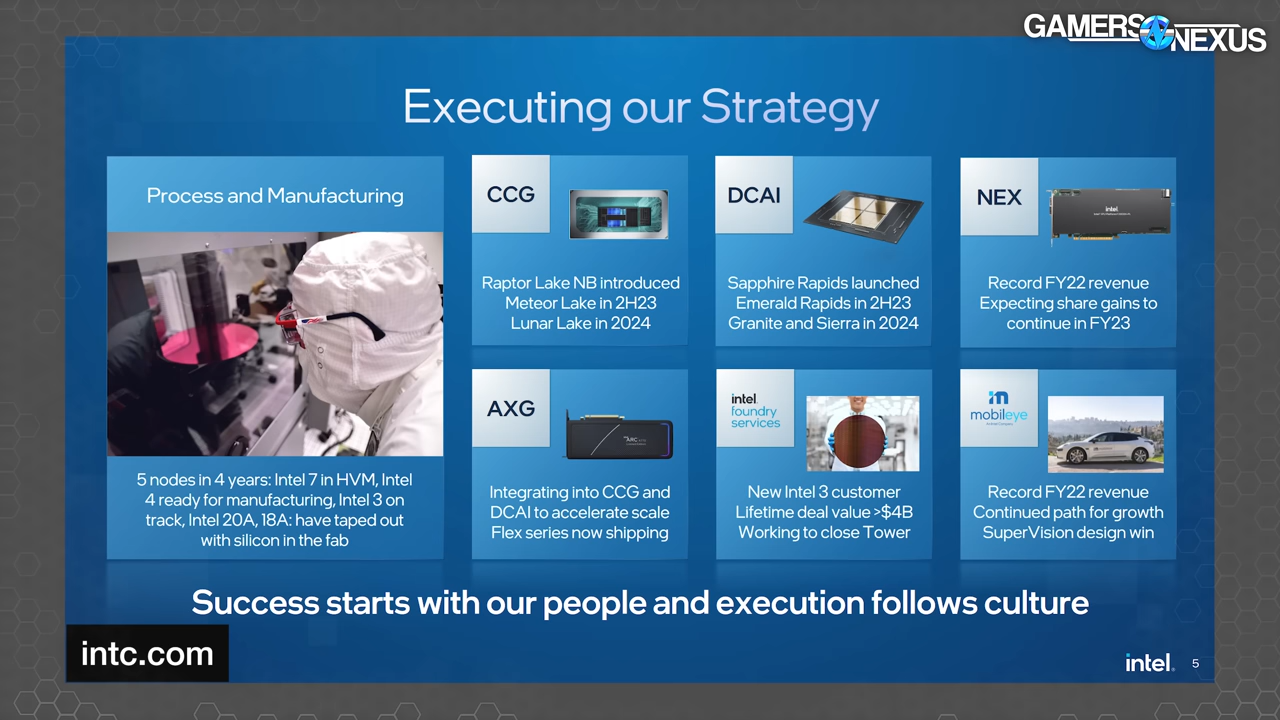 GAMERS NEXUS
Executing our Strategy
Process and Manufacturing
5 nodes in 4 years: Intel 7 in HVM, Intel
4 ready for manufacturing, Intel 3 on
track, Intel 20A, 18A: have taped out
with silicon in the fab
CCG
Raptor Lake NB introduced
Meteor Lake in 2H23
Lunar Lake in 2024
DCAI
Sapphire Rapids launched
Emerald Rapids in 2H23
Granite and Sierra in 2024
NEX
intel
Record FY22 revenue
Expecting share gains to
continue in FY23
AXG
ARC
Integrating into CCG and
DCAI to accelerate scale
Flex series now shipping
intel
foundry
services
New Intel 3 customer
Lifetime deal value >$4B
Working to close Tower
mobileye
An Intel Company
Record FY22 revenue
Continued path for growth
SuperVision design win
Success starts with our people and execution follows culture
intc.com
intel. 5